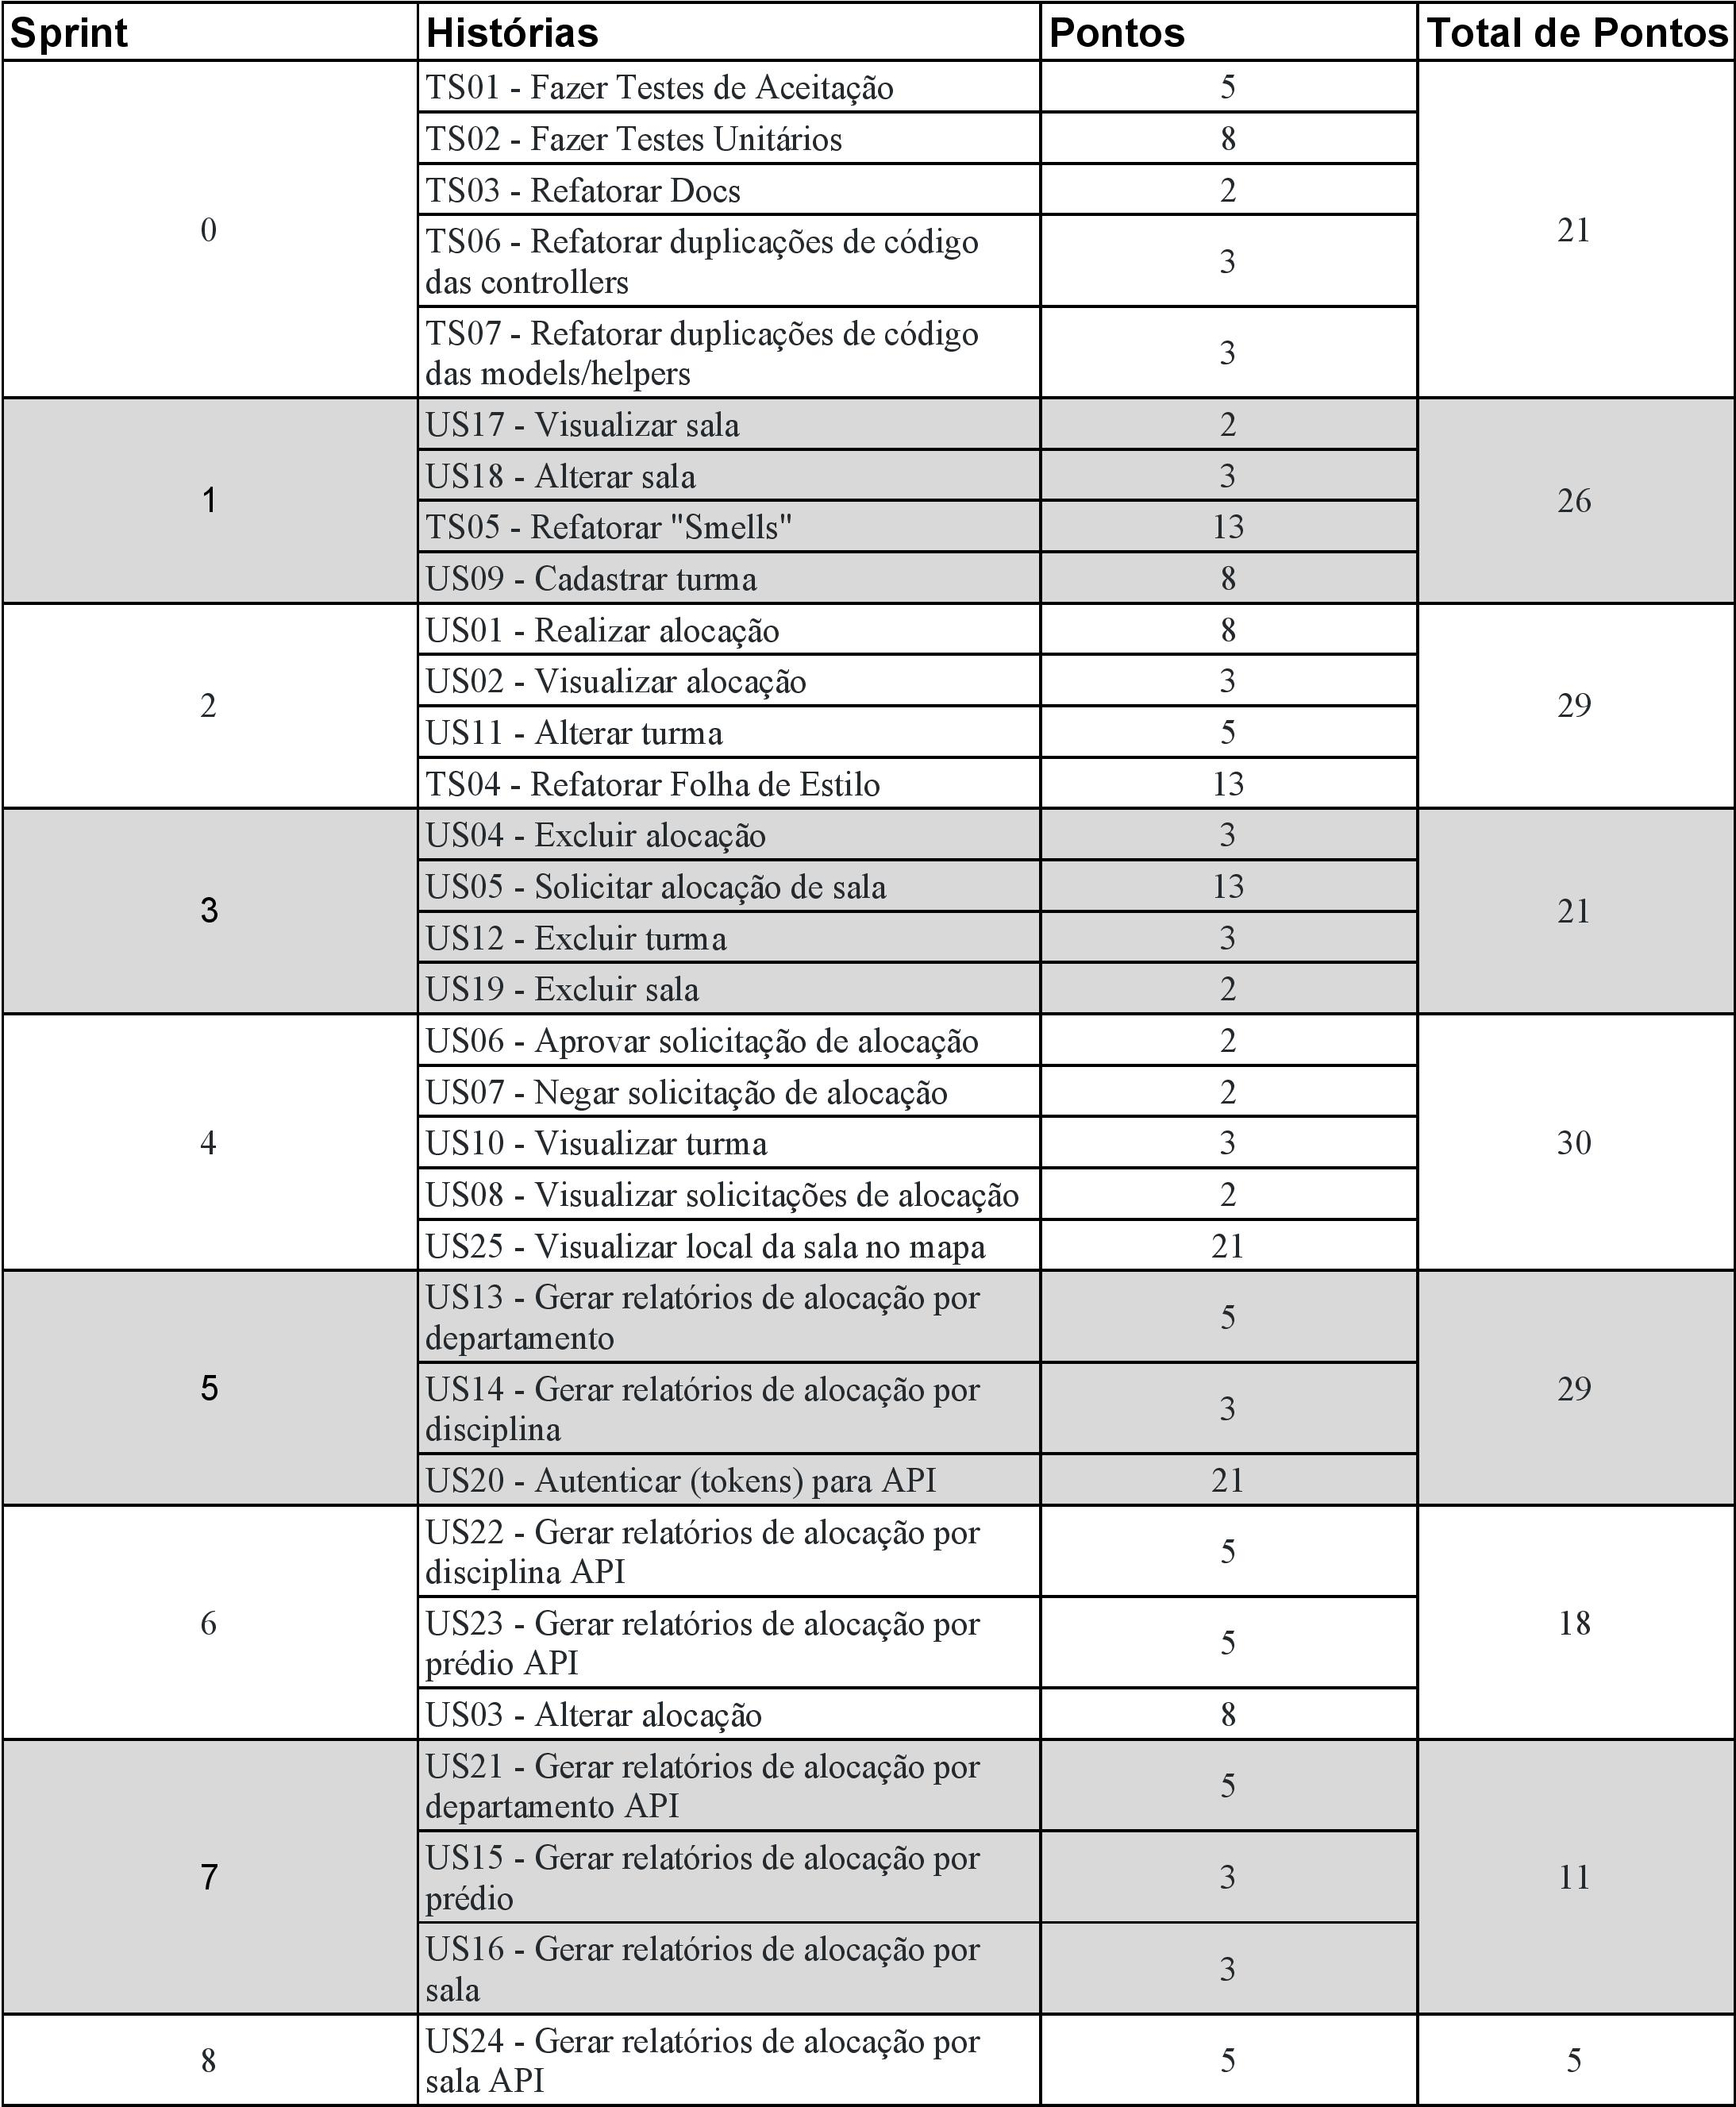 Sprint Histórias Pontos Total de Pontos
TS01 - Fazer Testes de Aceitação 5
TS02 - Fazer Testes Unitários 8
TS03 - Refatorar Docs 2
0 21
TS06 - Refatorar duplicações de código
das controllers
3
TS07 - Refatorar duplicações de código
das models/helpers
3
US17 - Visualizar sala 2
US18 - Alterar sala 3
1 26
TS05 - Refatorar "Smells" 13
US09 - Cadastrar turma 8
US01 - Realizar alocação 8
US02 - Visualizar alocação 3
2 29
US11 - Alterar turma 5
TS04 - Refatorar Folha de Estilo 13
US04 - Excluir alocação 3
US05 - Solicitar alocação de sala 13
3 21
US12 - Excluir turma 3
US19 - Excluir sala 2
US06 - Aprovar solicitação de alocação 2
US07 - Negar solicitação de alocação 2
4 US10 - Visualizar turma 3 30
US08 - Visualizar solicitações de alocação 2
US25 - Visualizar local da sala no mapa 21
US13 - Gerar relatórios de alocação por
departamento
5
5 29
US14 - Gerar relatórios de alocação por
disciplina
3
US20 - Autenticar (tokens) para API 21
US22 - Gerar relatórios de alocação por
disciplina API
5
6 18
US23 - Gerar relatórios de alocação por
prédio API
5
US03 - Alterar alocação 8
US21 - Gerar relatórios de alocação por
departamento API
5
7 11
US15 - Gerar relatórios de alocação por
prédio
3
US16 - Gerar relatórios de alocação por
sala
3
8
US24 - Gerar relatórios de alocação por
sala API
5 5